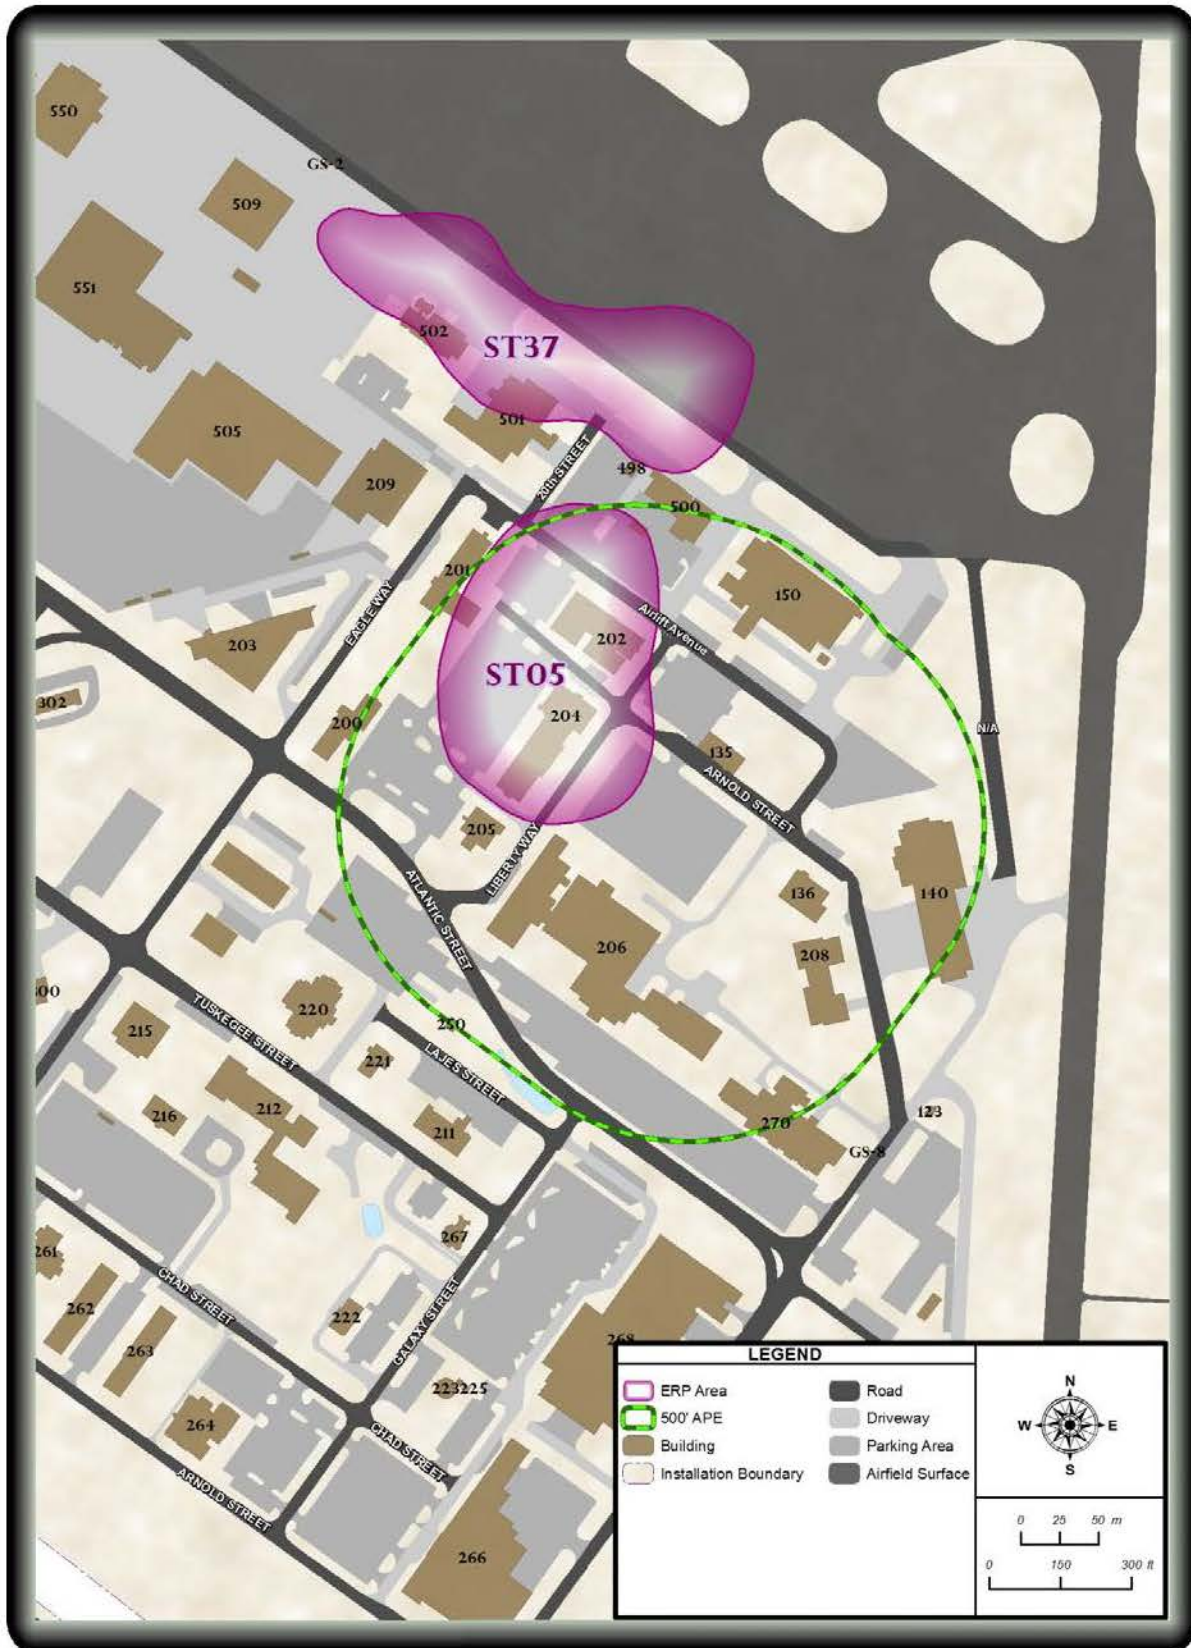 550
GS-2
509
551
502
ST37
501
505
20th STREET
498
209
500
201
150
EAGLE WAY
Airlift Avenue
202
203
ST05
302
204
200
N/A
135
ARNOLD STREET
205
LIBERTY WAY
ATLANTIC STREET
136
140
206
208
TUSKEGEE STREET
220
250
215
221
LAJES STREET
216
212
211
270
GS-8
267
261
CHAD STREET
262
222
GALAXY STREET
263
268
223225
264
CHAD STREET
ARNOLD STREET
266
LEGEND
ERP Area
500' APE
Building
Installation Boundary
Road
Driveway
Parking Area
Airfield Surface
N
W E
S
0 25 50 m
0 150 300 ft